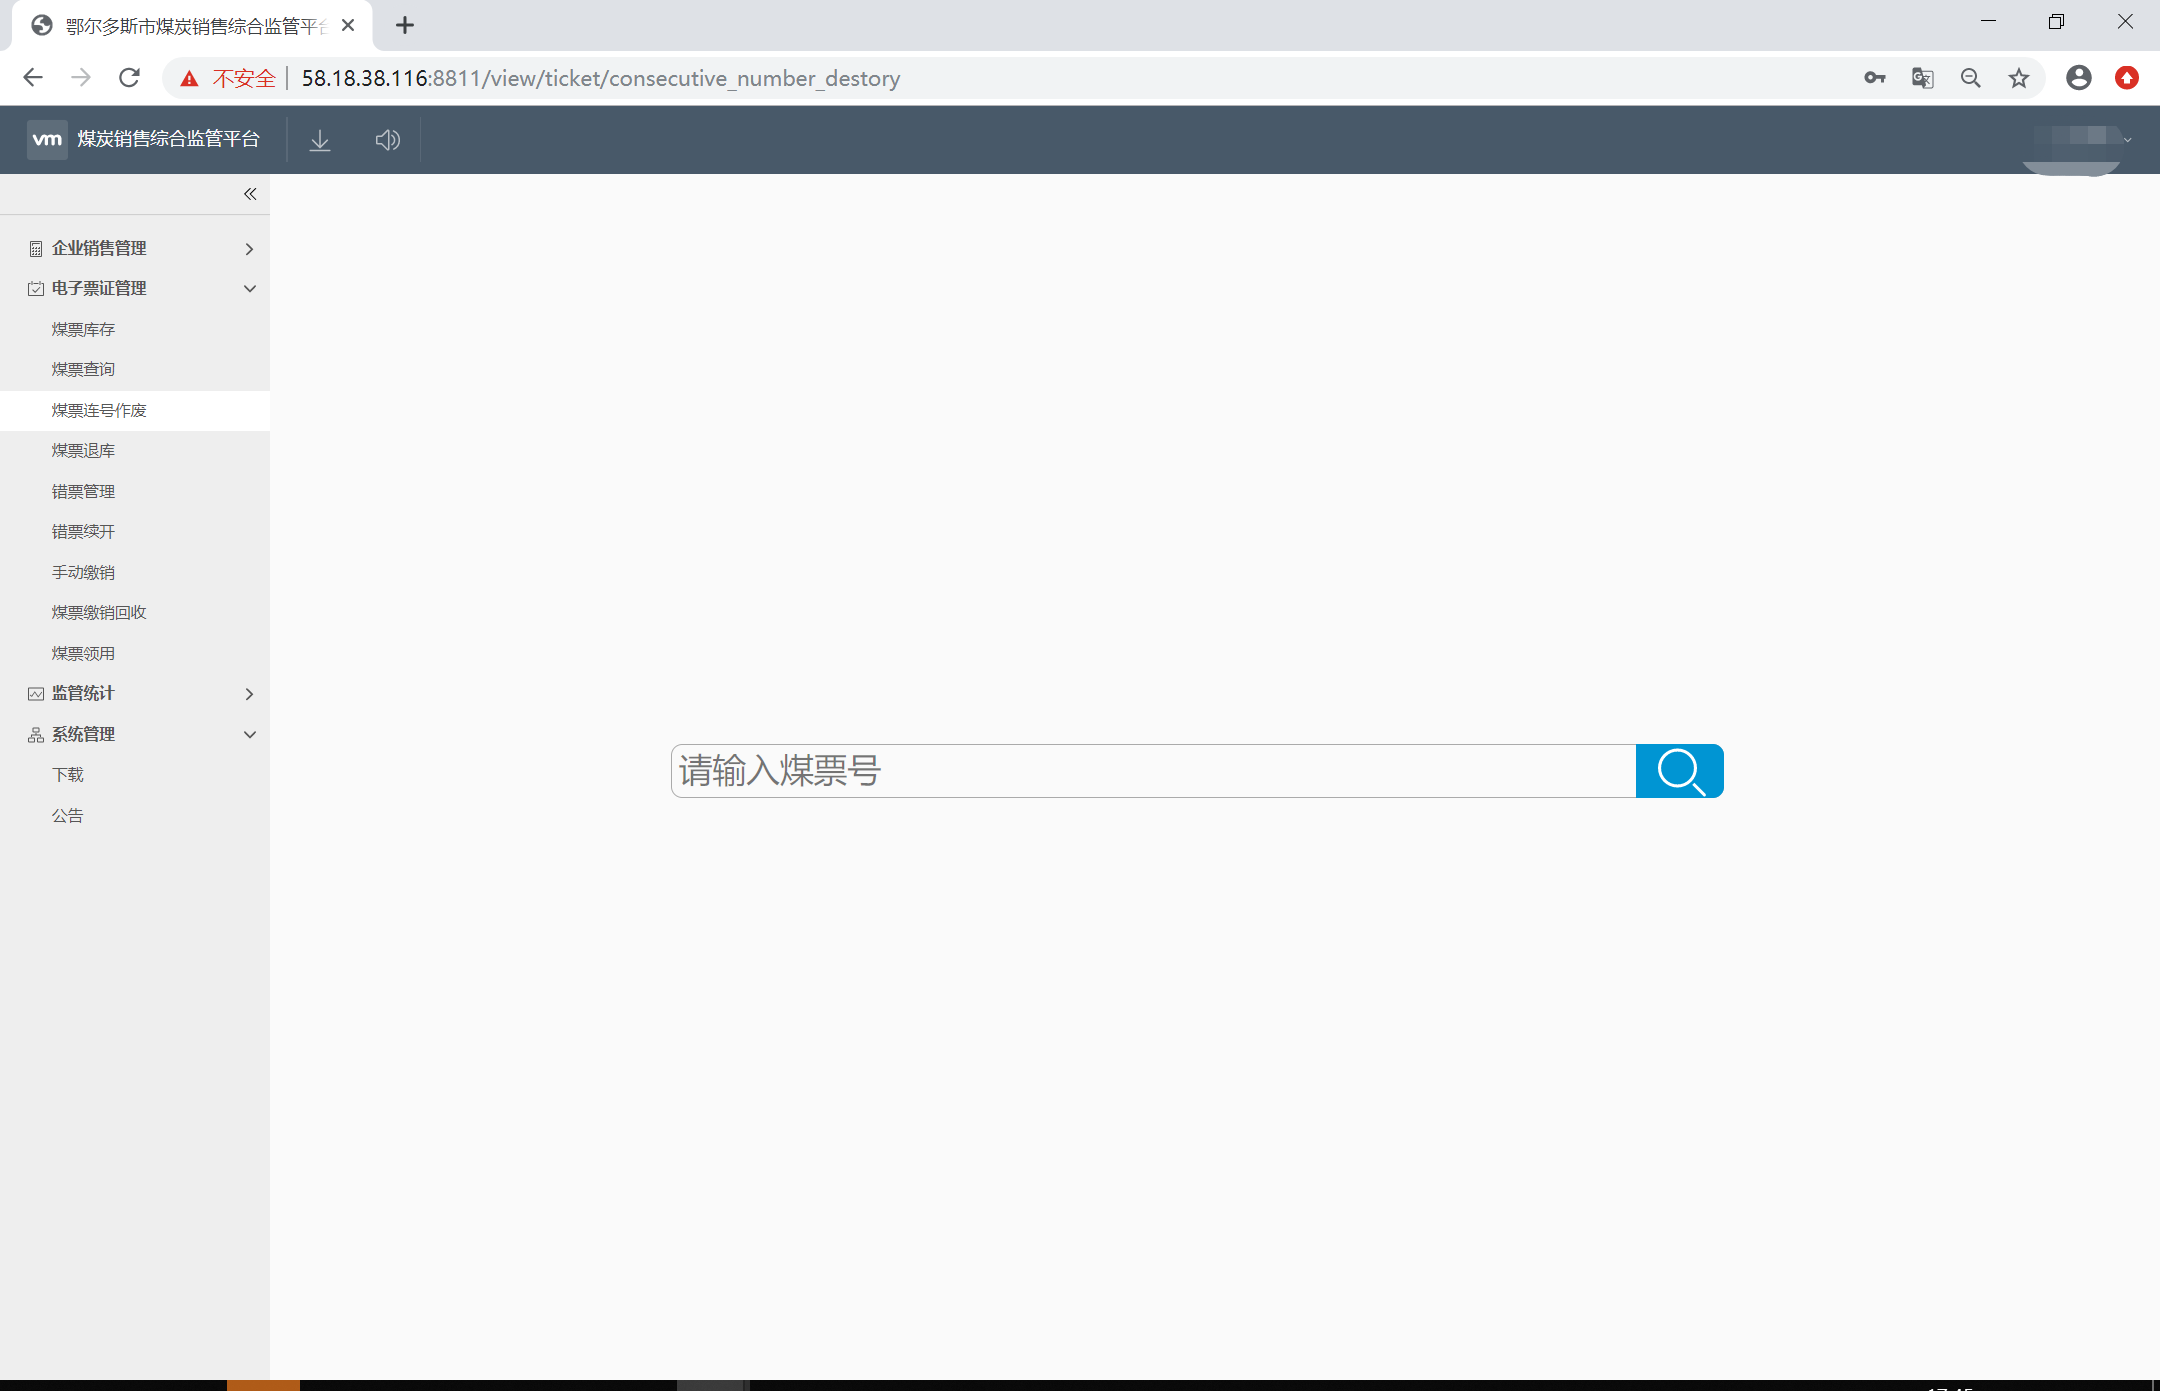 鄂尔多斯市煤炭销售综合监管平台
不安全 58.18.38.116:8811/view/ticket/consecutive_number_destory
vm 煤炭销售综合监管平台
企业销售管理
电子票证管理
煤票库存
煤票查询
煤票连号作废
煤票退库
错票管理
错票续开
手动缴销
煤票缴销回收
煤票领用
监管统计
系统管理
下载
公告
请输入煤票号